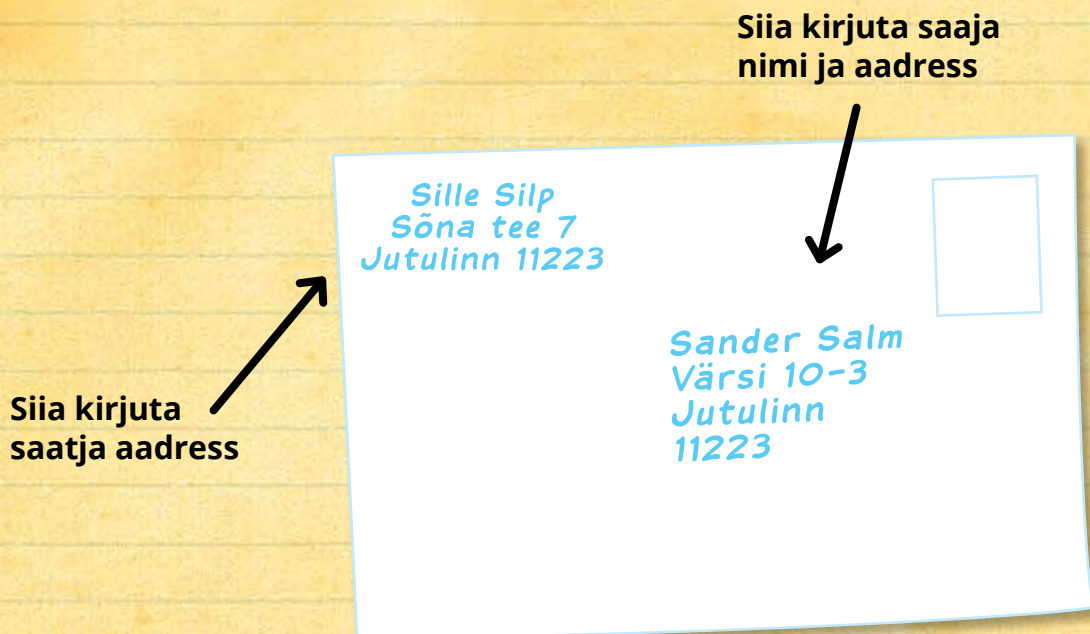 Siia kirjuta saaja
nimi ja aadress
Sille Silp
Sõna tee 7
Jutulinn 11223
Sander Salm
Värsi 10-3
Jutulinn
11223
Siia kirjuta
saatja aadress